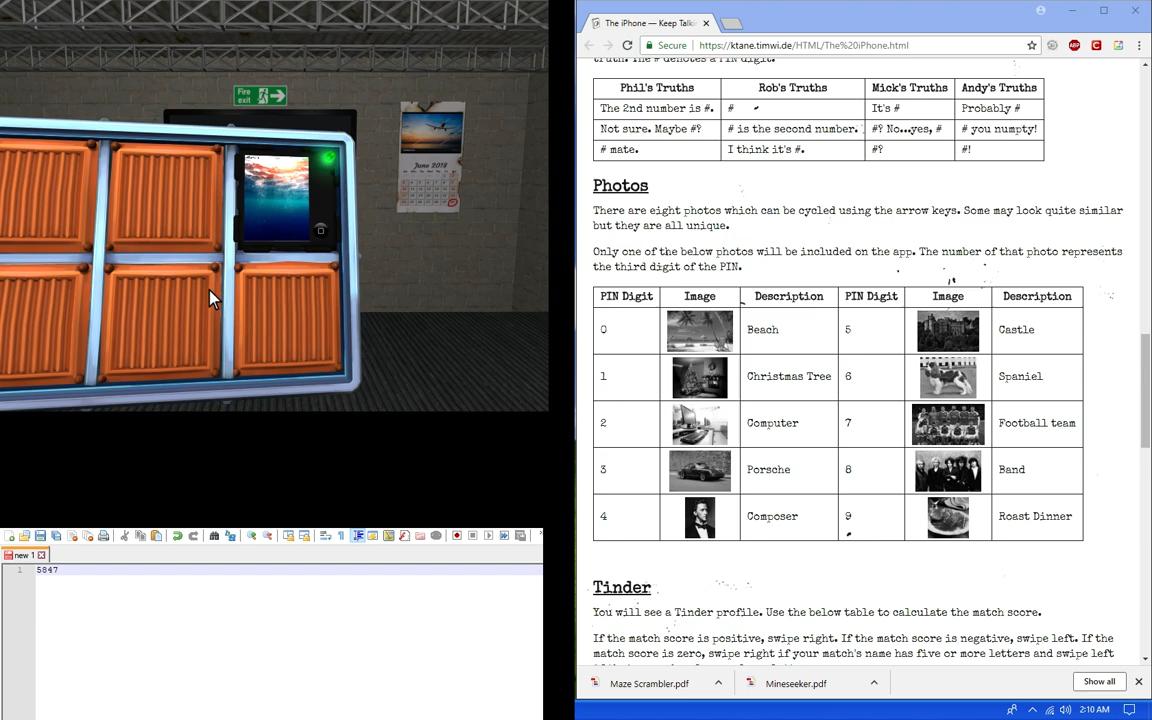 Fire
exit
June 2018
The iPhone — Keep Talki
Secure
https://ktane.timwi.de/HTML/The%20iPhone.html
truth. The # denotes a PIN digit.
Phil's Truths Rob's Truths Mick's Truths Andy's Truths
The 2nd number is #. # It's # Probably #
Not sure. Maybe #? # is the second number. #? No...yes, # # you numpty!
# mate. I think it's #. #? #!
Photos
There are eight photos which can be cycled using the arrow keys. Some may look quite similar
but they are all unique.
Only one of the below photos will be included on the app. The number of that photo represents
the third digit of the PIN.
PIN Digit Image Description PIN Digit Image Description
0 Beach 5 Castle
1 Christmas Tree 6 Spaniel
2 Computer 7 Football team
3 Porsche 8 Band
4 Composer 9 Roast Dinner
Tinder
You will see a Tinder profile. Use the below table to calculate the match score.
If the match score is positive, swipe right. If the match score is negative, swipe left. If the
match score is zero, swipe right if your match's name has five or more letters and swipe left
new 1
1 5847
Maze Scrambler.pdf
Mineseeker.pdf
Show all
2:10 AM